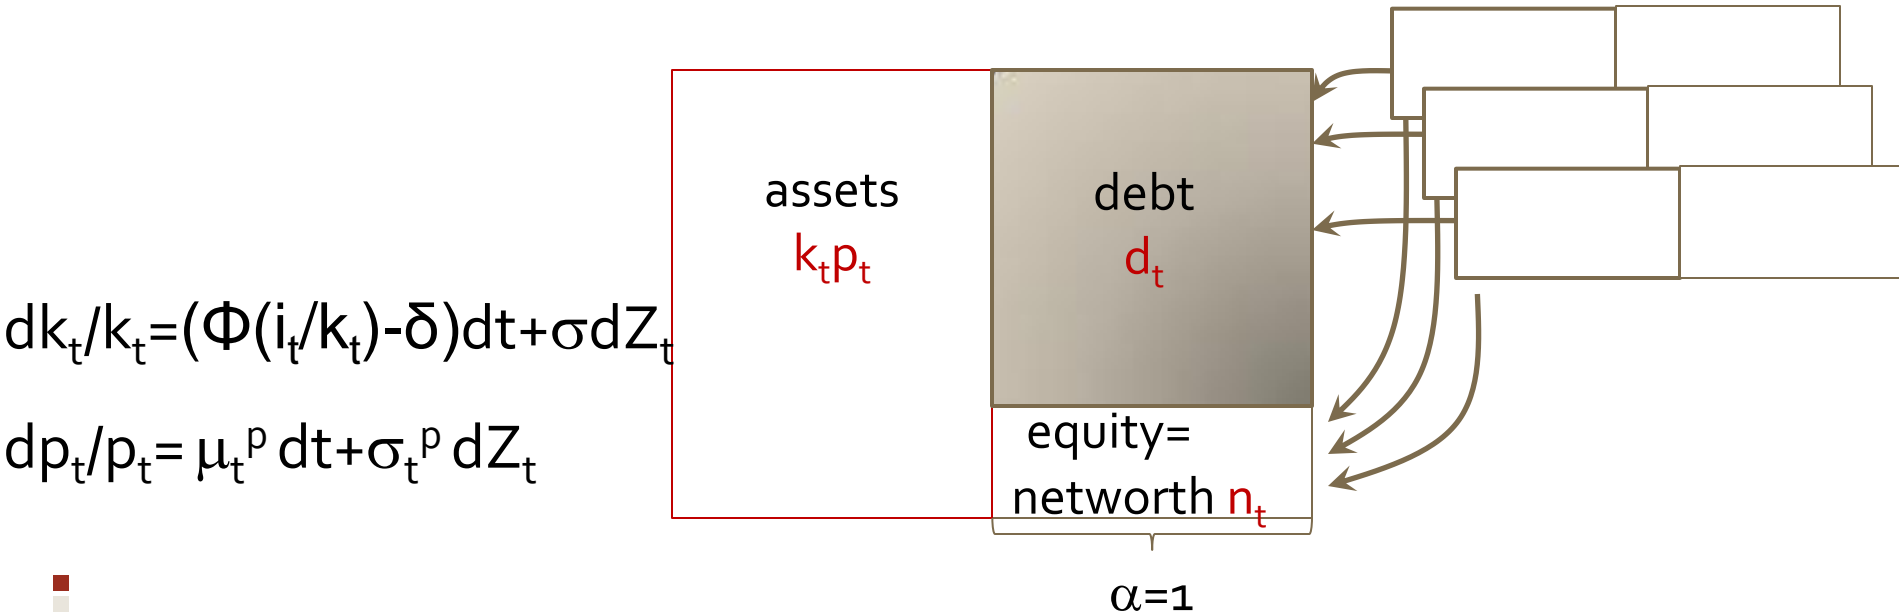 assets
kₜpₜ
debt
dₜ
dkₜ/kₜ=(Φ(iₜ/kₜ)-δ)dt+σdZₜ
dpₜ/pₜ= μₜᵖ dt+σₜᵖ dZₜ
equity=
networth nₜ
α=1